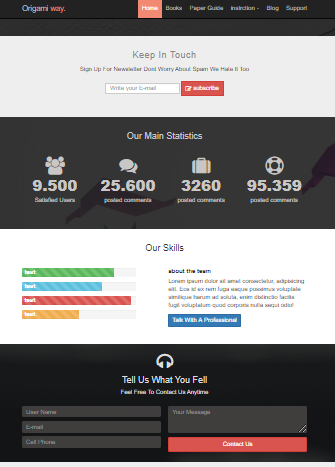 Origami way.
Home Books Paper Guide insirction Blog Support
Keep In Touch
Sign Up For Newsletter Dont Worry About Spam We Hate It Too
Write your E-mail
subscribe
Our Main Statistics
9.500 25.600 3260 95.359
Satisfied Users posted comments posted comments posted comments
Our Skills
text
text
text
text
about the team
Lorem ipsum dolor sit amet consectetur, adipisicing
elit. Eos id ex rem fuga eaque possimus voluptate
similique harum ad soluta, enim distinctio facilis
fugit voluptatum corporis nulla sequi dolor!
Talk With A Professional
Tell Us What You Fell
Feel Free To Contact Us Anytime
User Name
E-mail
Cell Phone
Your Message
Contact Us